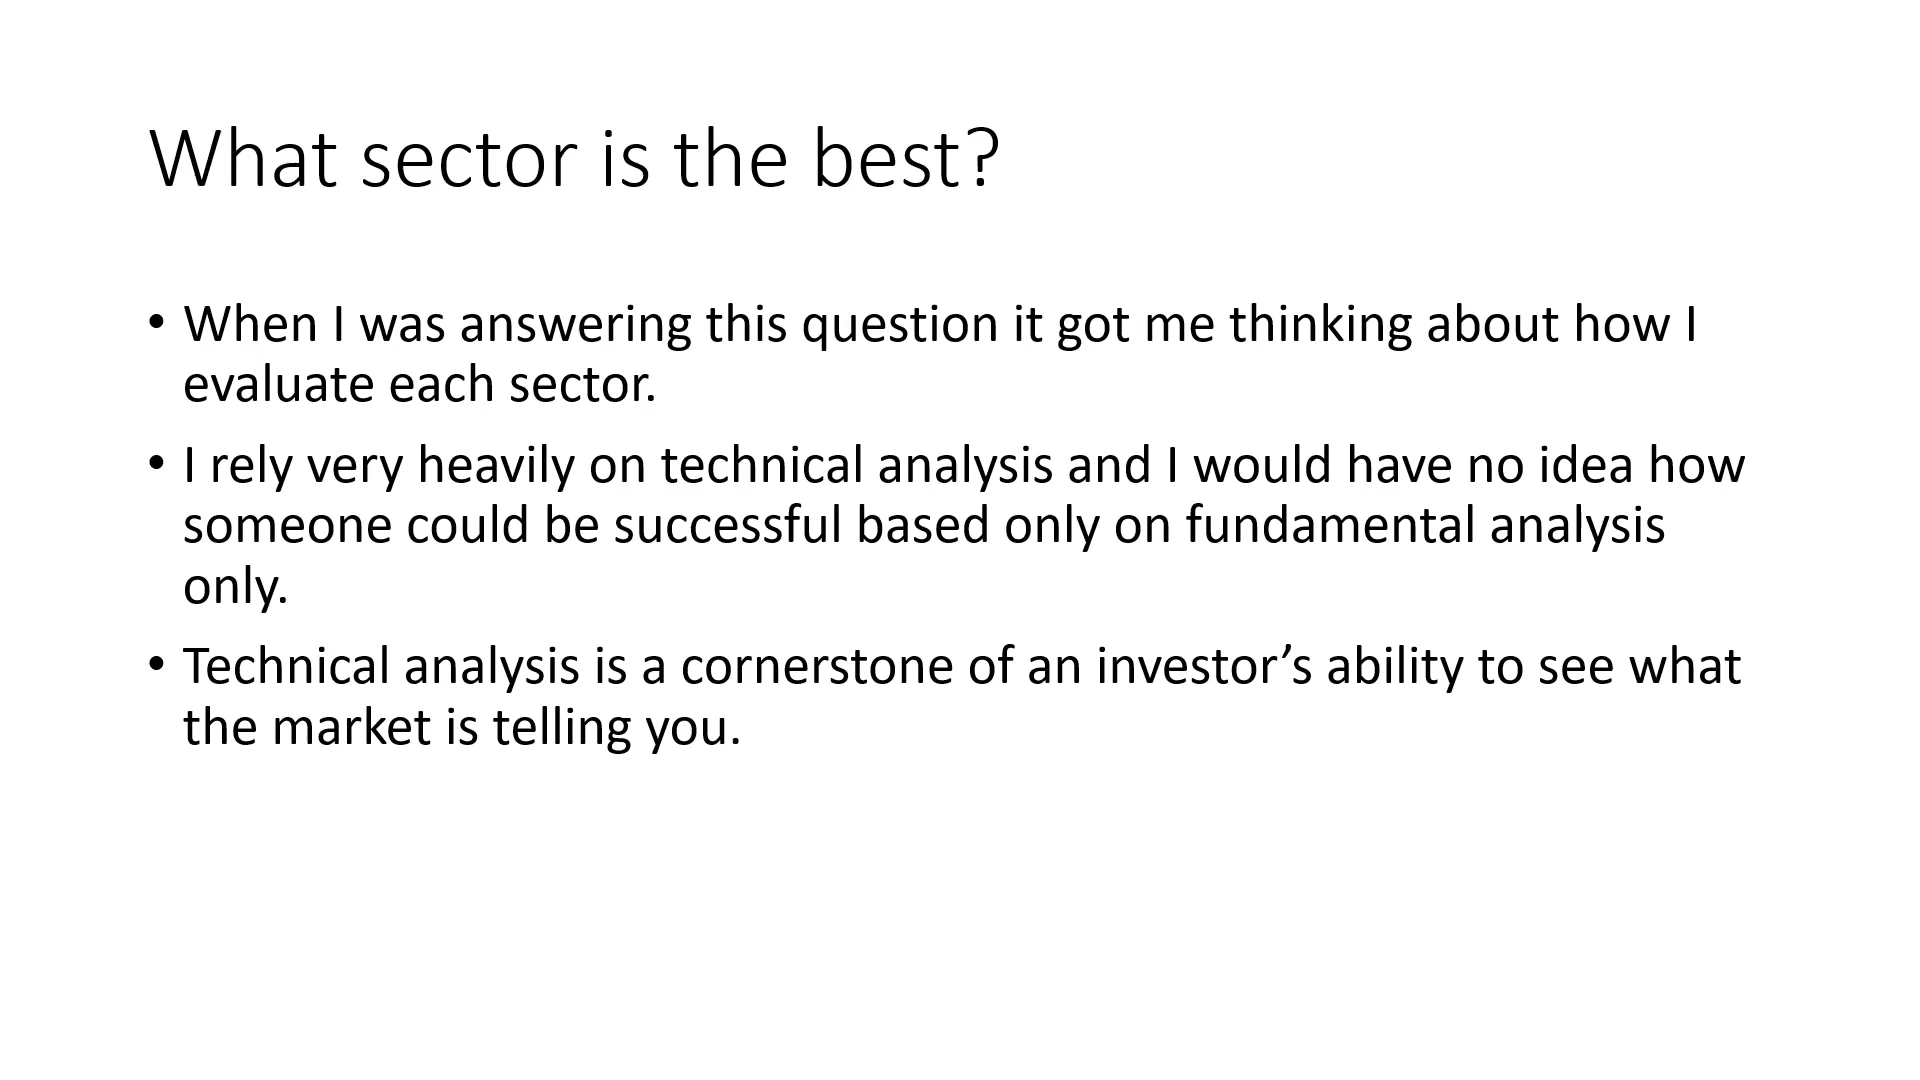 What sector is the best?
• When I was answering this question it got me thinking about how I
evaluate each sector.
• I rely very heavily on technical analysis and I would have no idea how
someone could be successful based only on fundamental analysis
only.
• Technical analysis is a cornerstone of an investor’s ability to see what
the market is telling you.